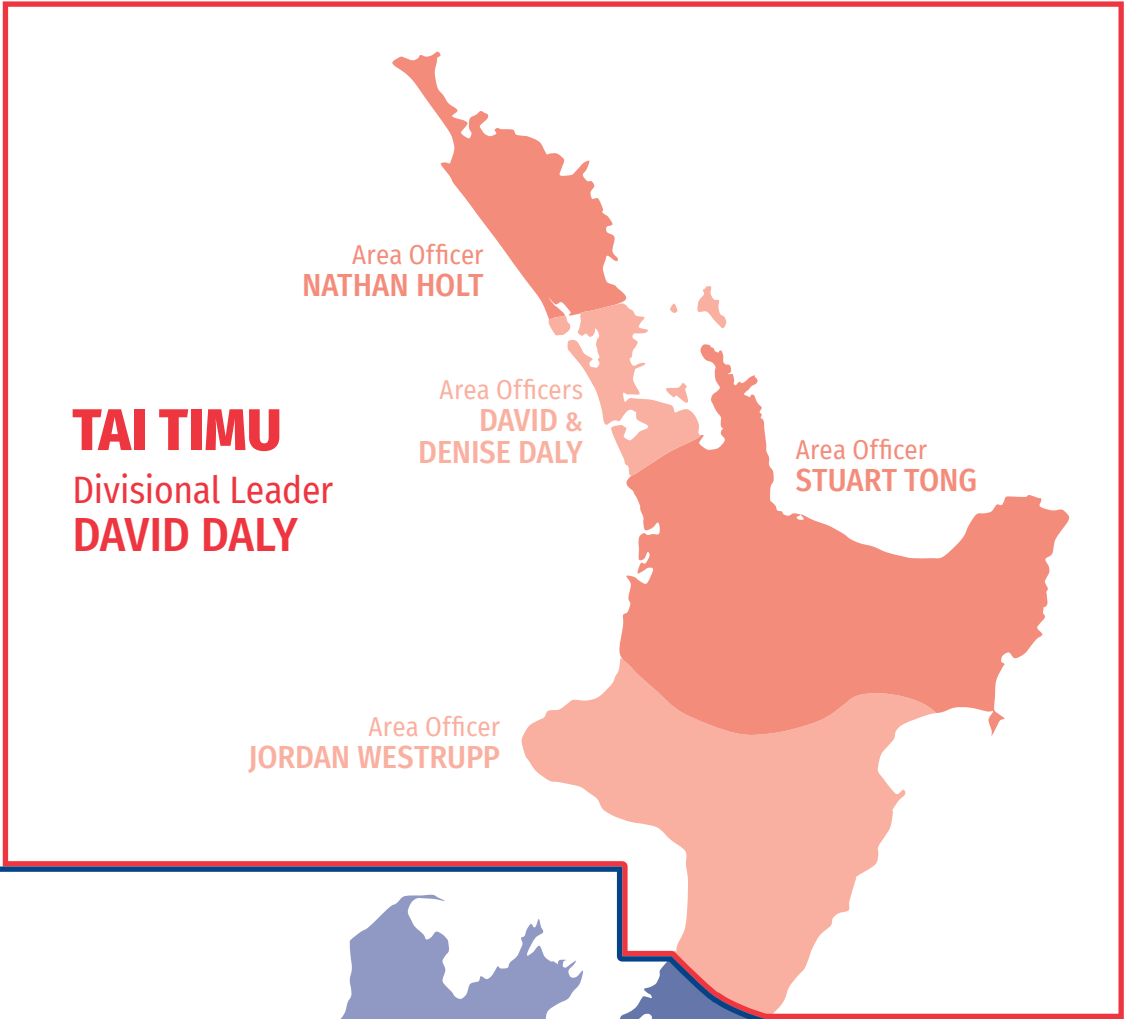 Area Officer
NATHAN HOLT
Area Officers
DAVID &
DENISE DALY
TAI TIMU
Divisional Leader
DAVID DALY
Area Officer
STUART TONG
Area Officer
JORDAN WESTRUPP